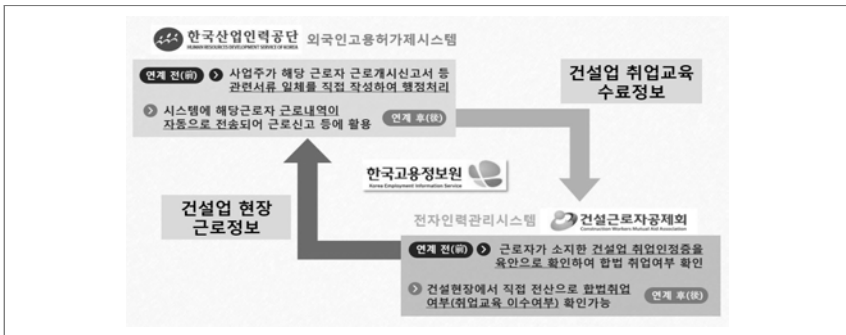 한국산업인력공단 외국인고용허가제시스템
HUMAN RESOURCES DEVELOPMENT SERVICE OF KOREA
연계 전(前) 사업주가 해당 근로자 근로개시신고서 등
관련서류 일체를 직접 작성하여 행정처리
시스템에 해당근로자 근로내역이
자동으로 전송되어 근로신고 등에 활용
연계 후(後)
건설업 취업교육
수료정보
한국고용정보원
Korea Employment Information Service
건설업 현장
근로정보
전자인력관리시스템 건설근로자공제회
Construction Workers Mutual Aid Association
연계 전(前) 근로자가 소지한 건설업 취업인정증을
육안으로 확인하여 합법 취업여부 확인
건설현장에서 직접 전산으로 합법취업
여부(취업교육 이수여부) 확인가능
연계 후(後)